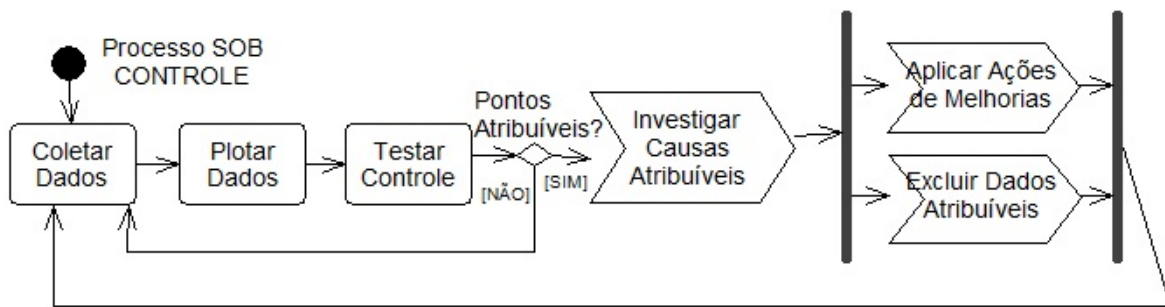 Processo SOB
CONTROLE
Coletar
Dados
Plotar
Dados
Testar
Controle
Pontos
Atribuíveis?
[NÃO]
[SIM]
Investigar
Causas
Atribuíveis
Aplicar Ações
de Melhorias
Excluir Dados
Atribuíveis